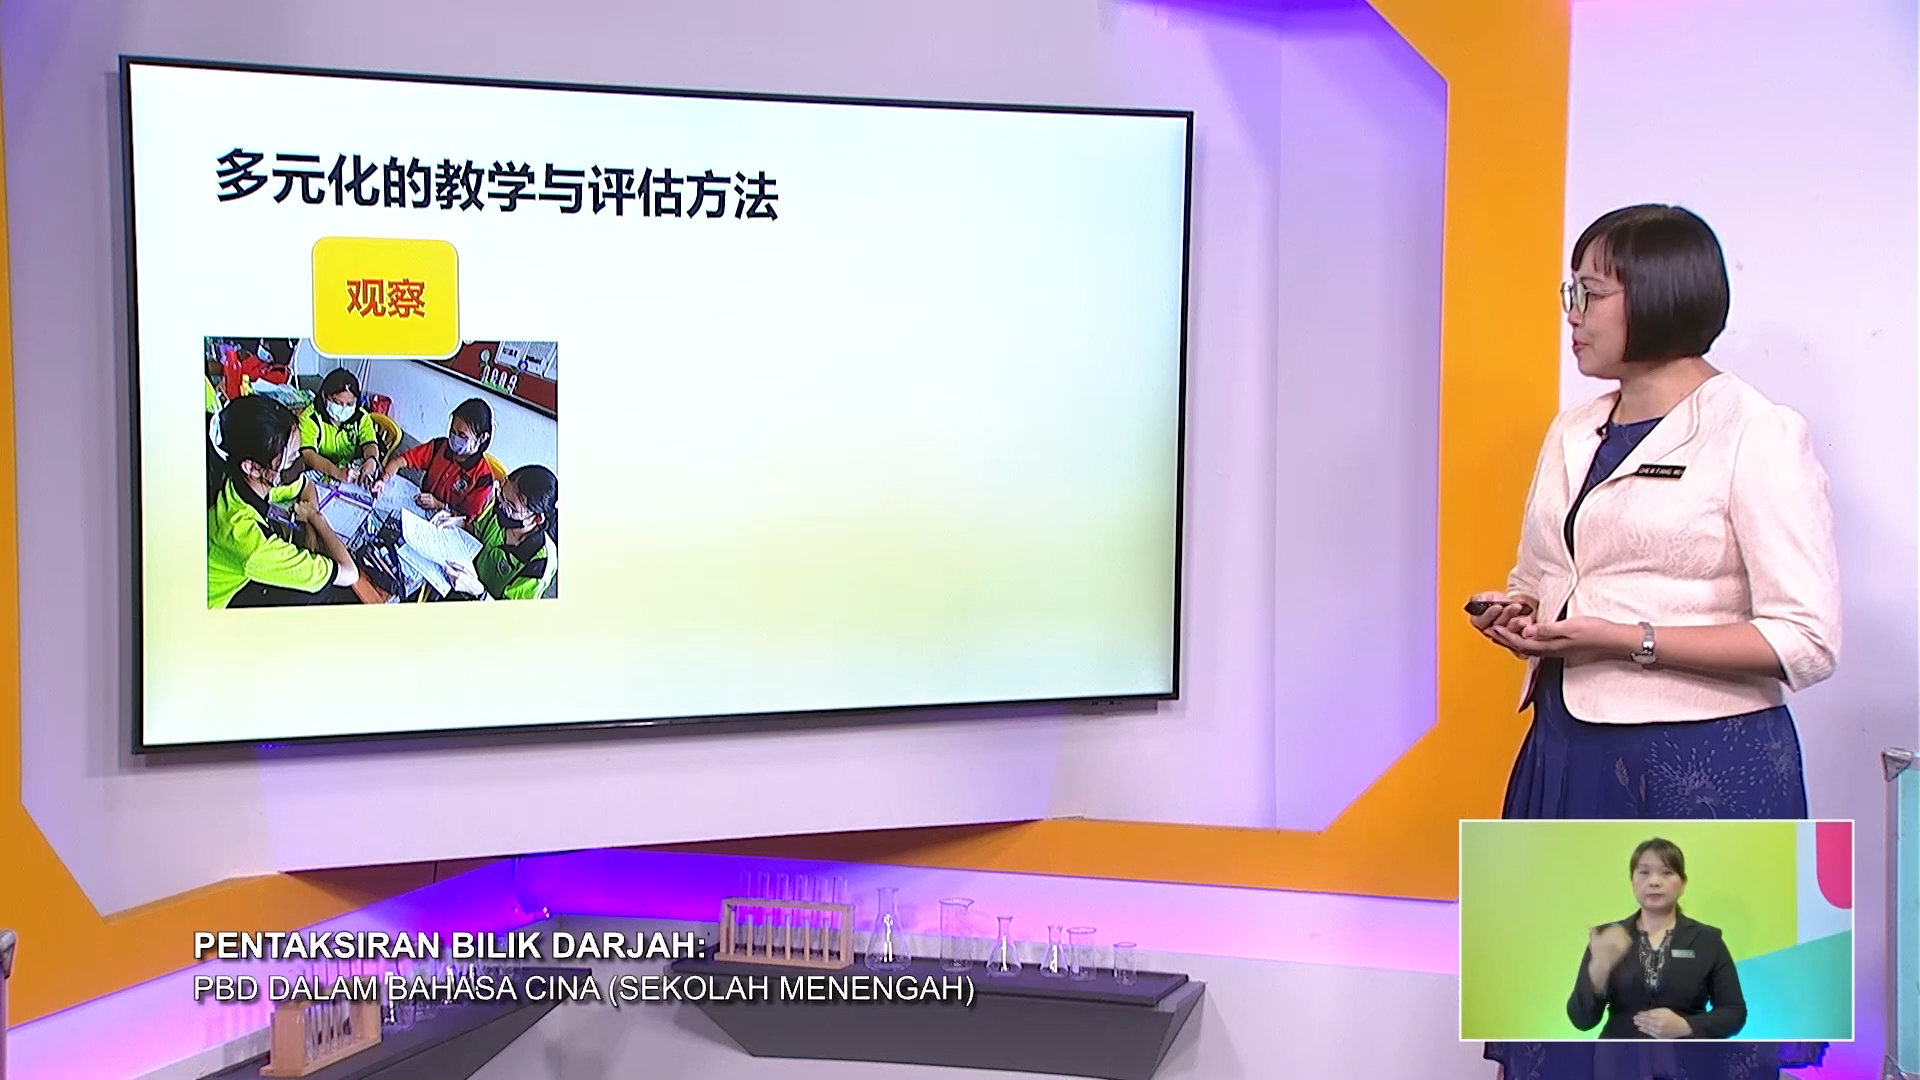 多元化的教学与评估方法
观察
PENTAKSIRAN BILIK DARJAH:
PBD DALAM BAHASA CINA (SEKOLAH MENENGAH)